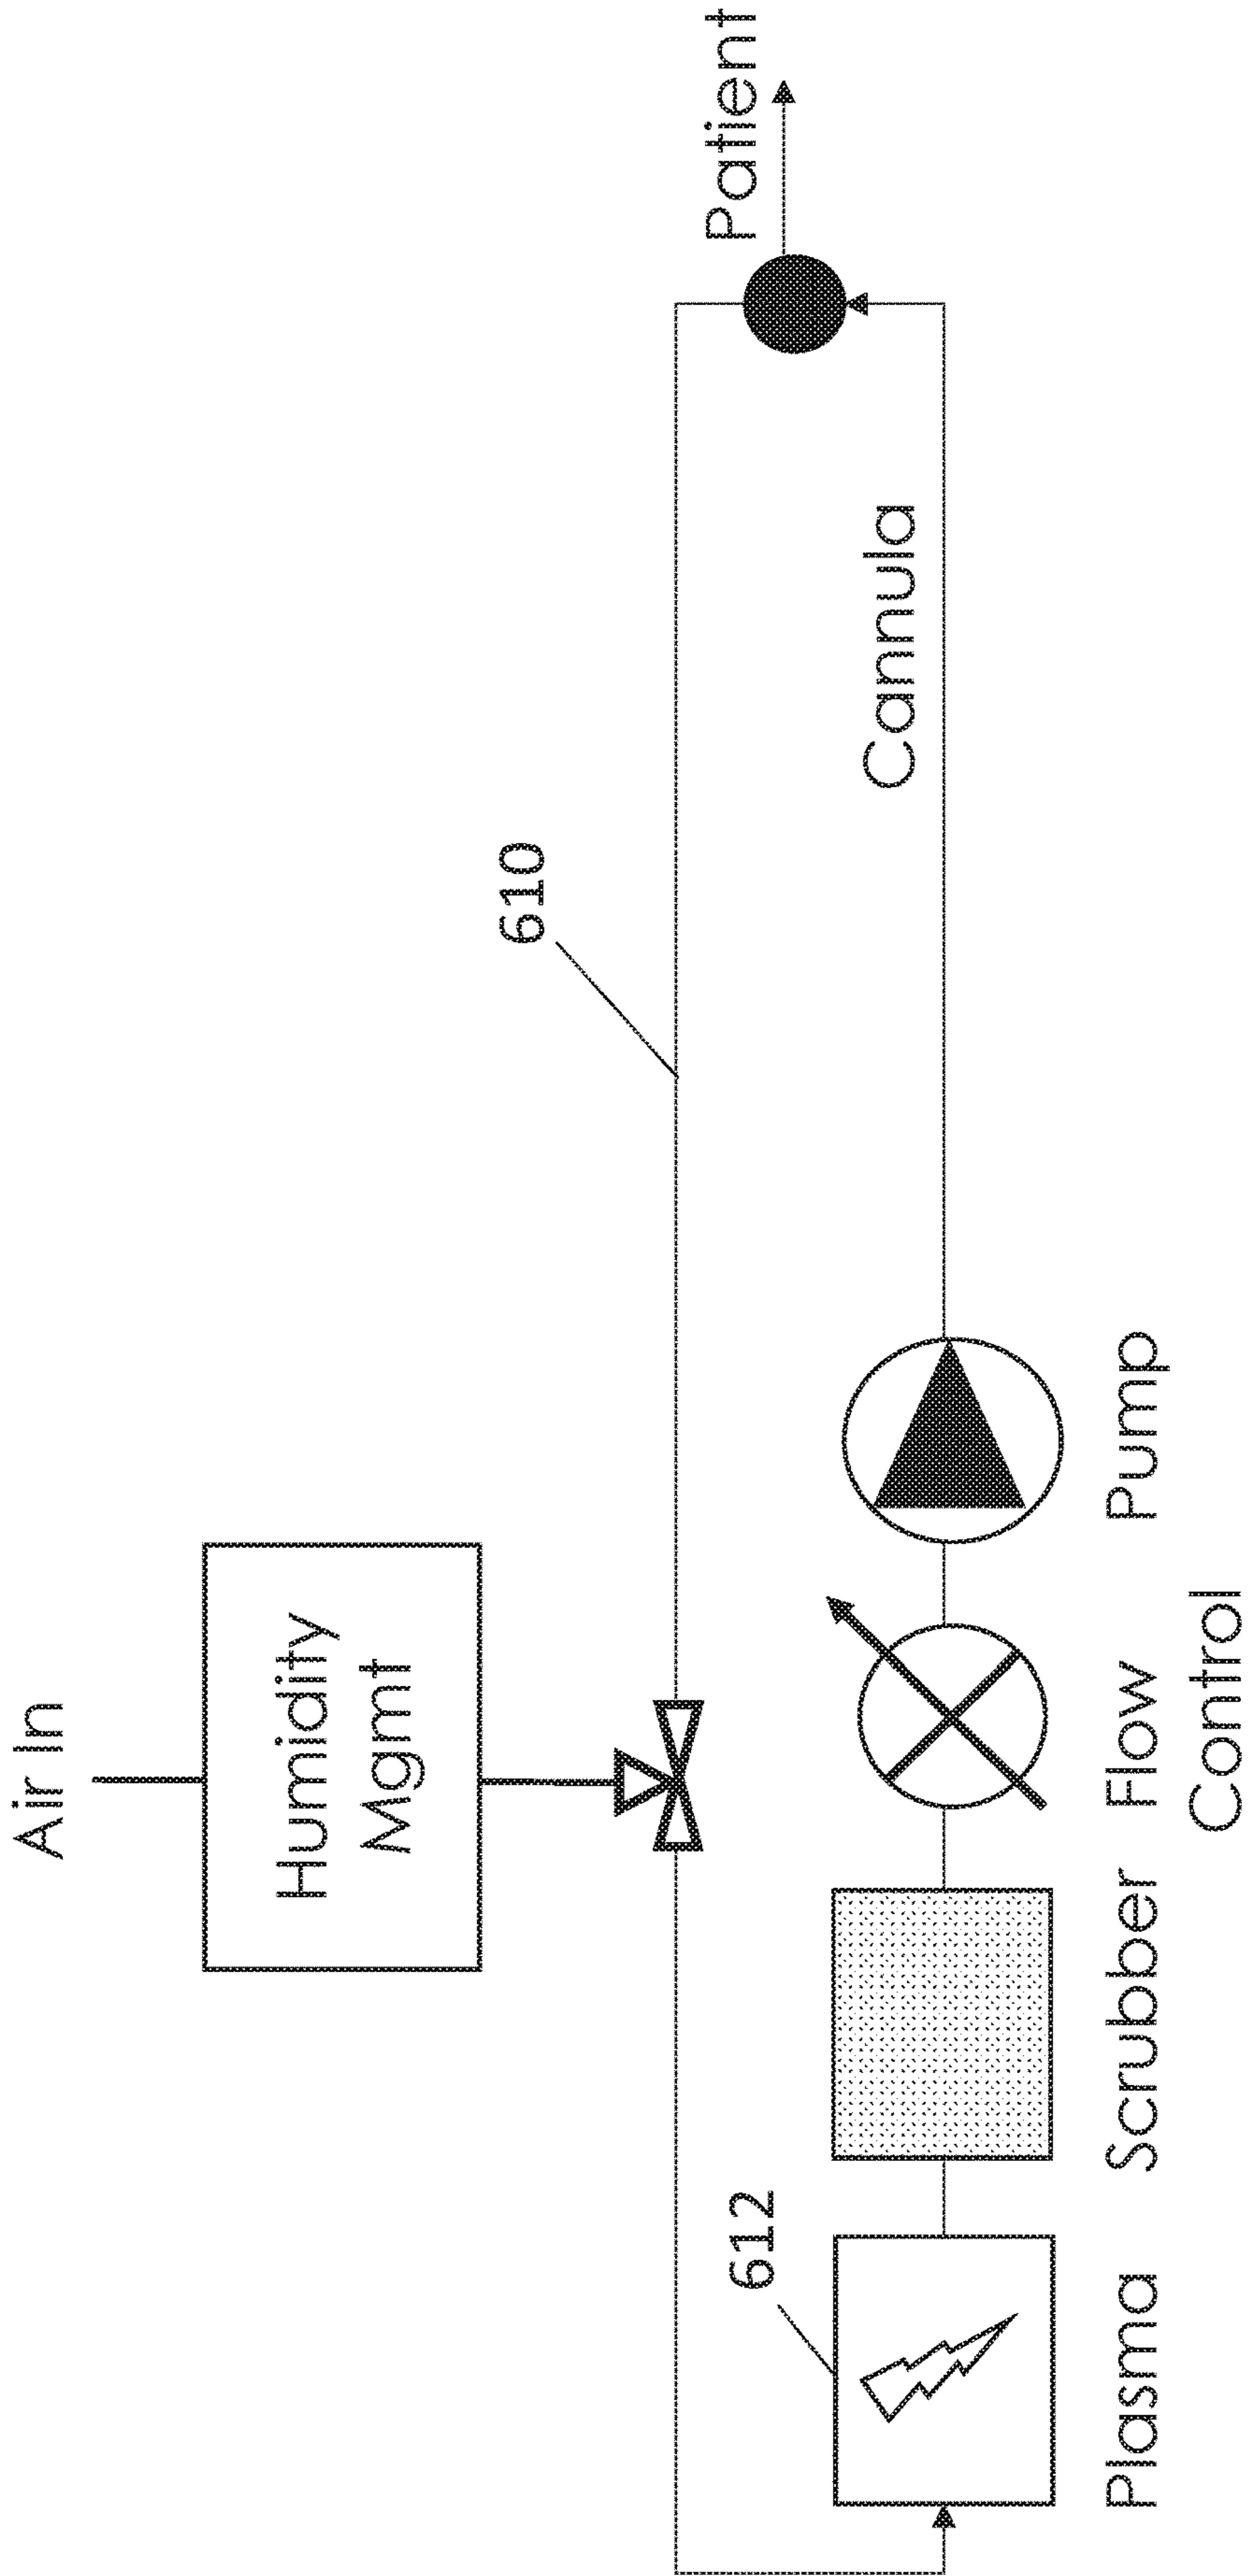 Air In
Humidity
Mgmt
610
Patient
Cannula
612
Plasma
Scrubber
Flow
Control
Pump